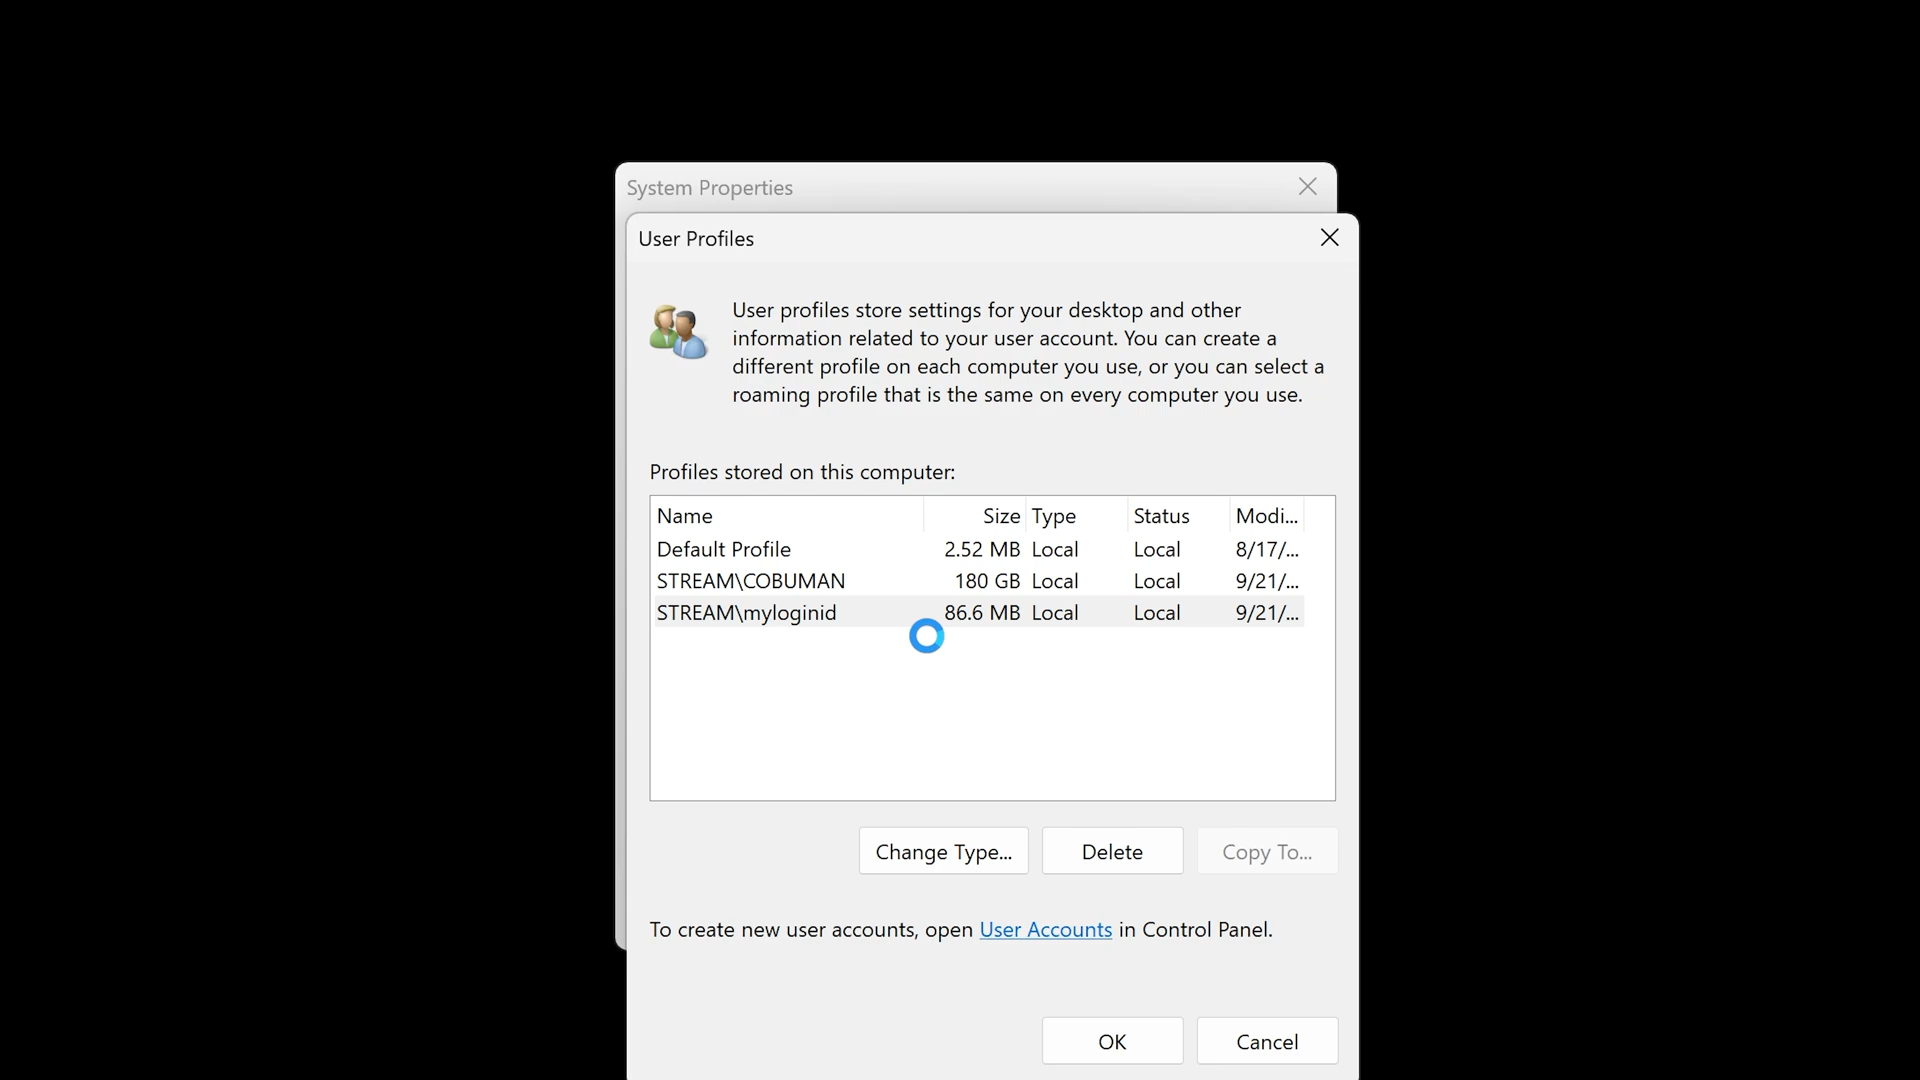 System Properties
User Profiles
User profiles store settings for your desktop and other
information related to your user account. You can create a
different profile on each computer you use, or you can select a
roaming profile that is the same on every computer you use.
Profiles stored on this computer:
Name Size Type Status Modi...
Default Profile 2.52 MB Local Local 8/17/...
STREAM\COBUMAN 180 GB Local Local 9/21/...
STREAM\myloginid 86.6 MB Local Local 9/21/...
Change Type... Delete Copy To...
To create new user accounts, open User Accounts in Control Panel.
OK Cancel